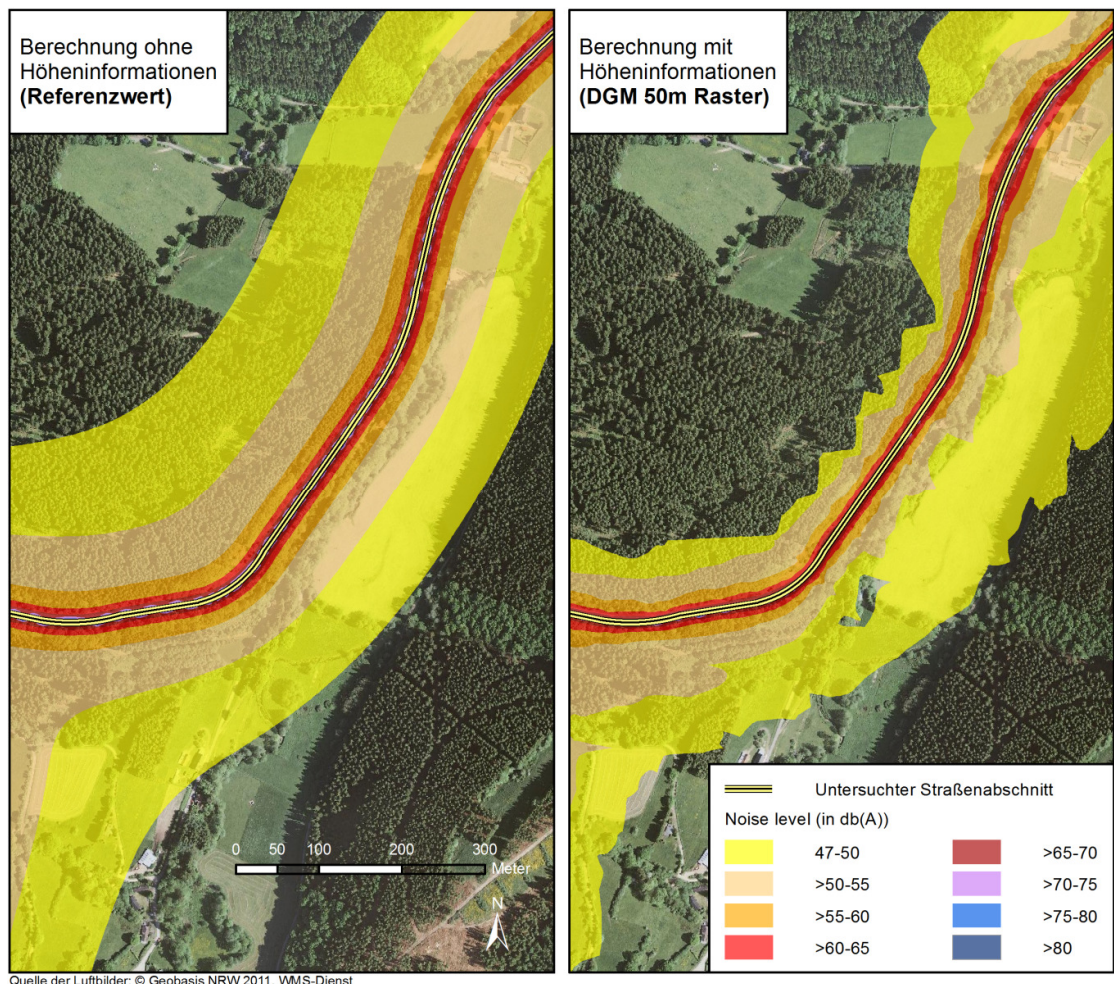 Berechnung ohne
Höheninformationen
(Referenzwert)
Berechnung mit
Höheninformationen
(DGM 50m Raster)
0 50 100 200 300
Meter
N
Untersuchter Straßenabschnitt
Noise level (in db(A))
47-50
>50-55
>55-60
>60-65
>65-70
>70-75
>75-80
>80
Quelle der Luftbilder: © Geobasis NRW 2011, WMS-Dienst